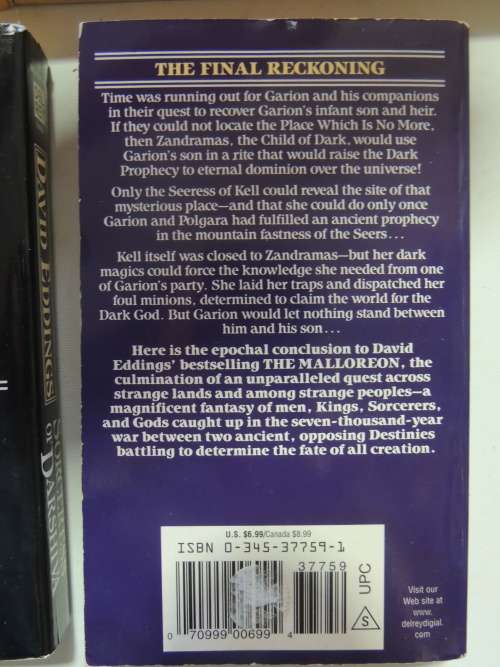 THE FINAL RECKONING
Time was running out for Garion and his companions
in their quest to recover Garion's infant son and heir.
If they could not locate the Place Which Is No More,
then Zandramas, the Child of Dark, would use
Garion's son in a rite that would raise the Dark
Prophecy to eternal dominion over the universe!
Only the Seeress of Kell could reveal the site of that
mysterious place—and that she could do only once
Garion and Polgara had fulfilled an ancient prophecy
in the mountain fastness of the Seers...
Kell itself was closed to Zandramas—but her dark
magics could force the knowledge she needed from one
of Garion's party. She laid her traps and dispatched her
foul minions, determined to claim the world for the
Dark God. But Garion would let nothing stand between
him and his son...
Here is the epochal conclusion to David
Eddings' bestselling THE MALLOREON, the
culmination of an unparalleled quest across
strange lands and among strange peoples—a
magnificent fantasy of men, Kings, Sorcerers,
and Gods caught up in the seven-thousand-year
war between two ancient, opposing Destinies
battling to determine the fate of all creation.
U.S. $6.99/Canada $8.99
ISBN 0-345-37759-1
37759
0 70999 00699 4
UPC
S
Visit our
Web site at
www.
delreydigial.
com
DAVID EDDINGS
OF DARSHIVA